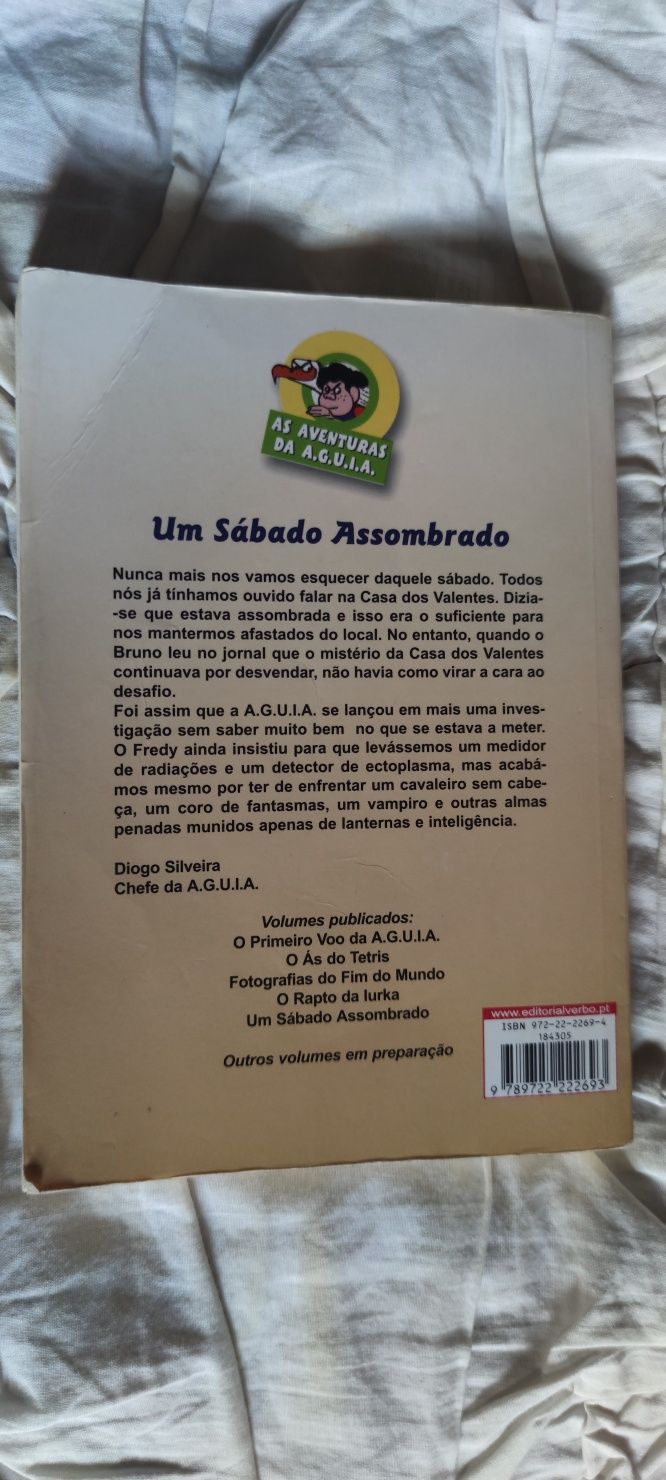 AS AVENTURAS
DA A.G.U.I.A.
Um Sábado Assombrado
Nunca mais nos vamos esquecer daquele sábado. Todos
nós já tínhamos ouvido falar na Casa dos Valentes. Dizia-
-se que estava assombrada e isso era o suficiente para
nos mantermos afastados do local. No entanto, quando o
Bruno leu no jornal que o mistério da Casa dos Valentes
continuava por desvendar, não havia como virar a cara ao
desafio.
Foi assim que a A.G.U.I.A. se lançou em mais uma inves-
tigação sem saber muito bem no que se estava a meter.
O Fredy ainda insistiu para que levássemos um medidor
de radiações e um detector de ectoplasma, mas acabá-
mos mesmo por ter de enfrentar um cavaleiro sem cabe-
ça, um coro de fantasmas, um vampiro e outras almas
penadas munidos apenas de lanternas e inteligência.
Diogo Silveira
Chefe da A.G.U.I.A.
Volumes publicados:
O Primeiro Voo da A.G.U.I.A.
O Ás do Tetris
Fotografias do Fim do Mundo
O Rapto da Iurka
Um Sábado Assombrado
Outros volumes em preparação
www.editorialverbo.pt
ISBN 972-22-2269-4
184305
9 789722 222693